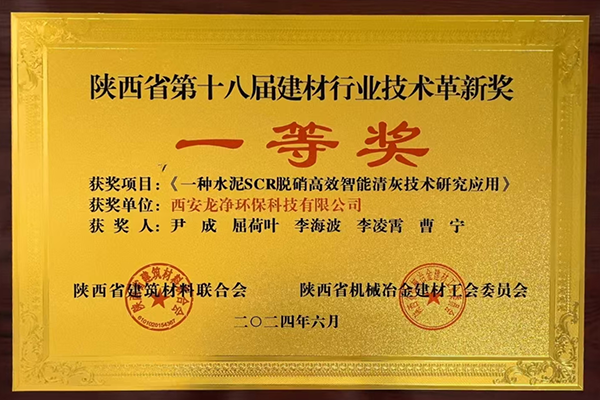 陕西省第十八届建材行业技术革新奖
一等奖
获奖项目：《一种水泥SCR脱硝高效智能清灰技术研究应用》
获奖单位：西安龙净环保科技有限公司
获 奖 人：尹 成 屈荷叶 李海波 李凌霄 曹 宁
陕西省建筑材料联合会 陕西省机械冶金建材工会委员会
二〇二四年六月